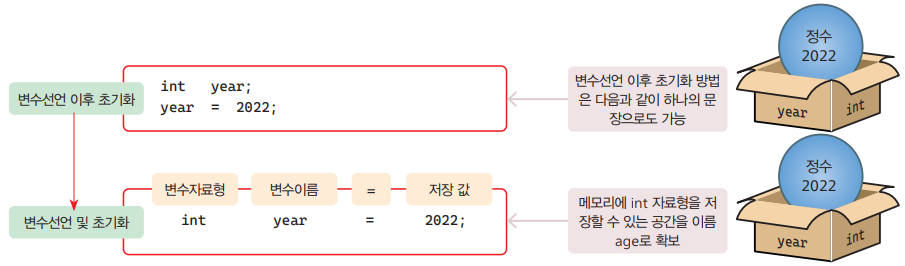 변수선언 이후 초기화
int year;
year = 2022;
변수선언 이후 초기화 방법
은 다음과 같이 하나의 문
장으로도 가능
정수
2022
year
int
변수선언 및 초기화
변수자료형 변수이름 = 저장 값
int year = 2022;
메모리에 int 자료형을 저
장할 수 있는 공간을 이름
age로 확보
정수
2022
year
int